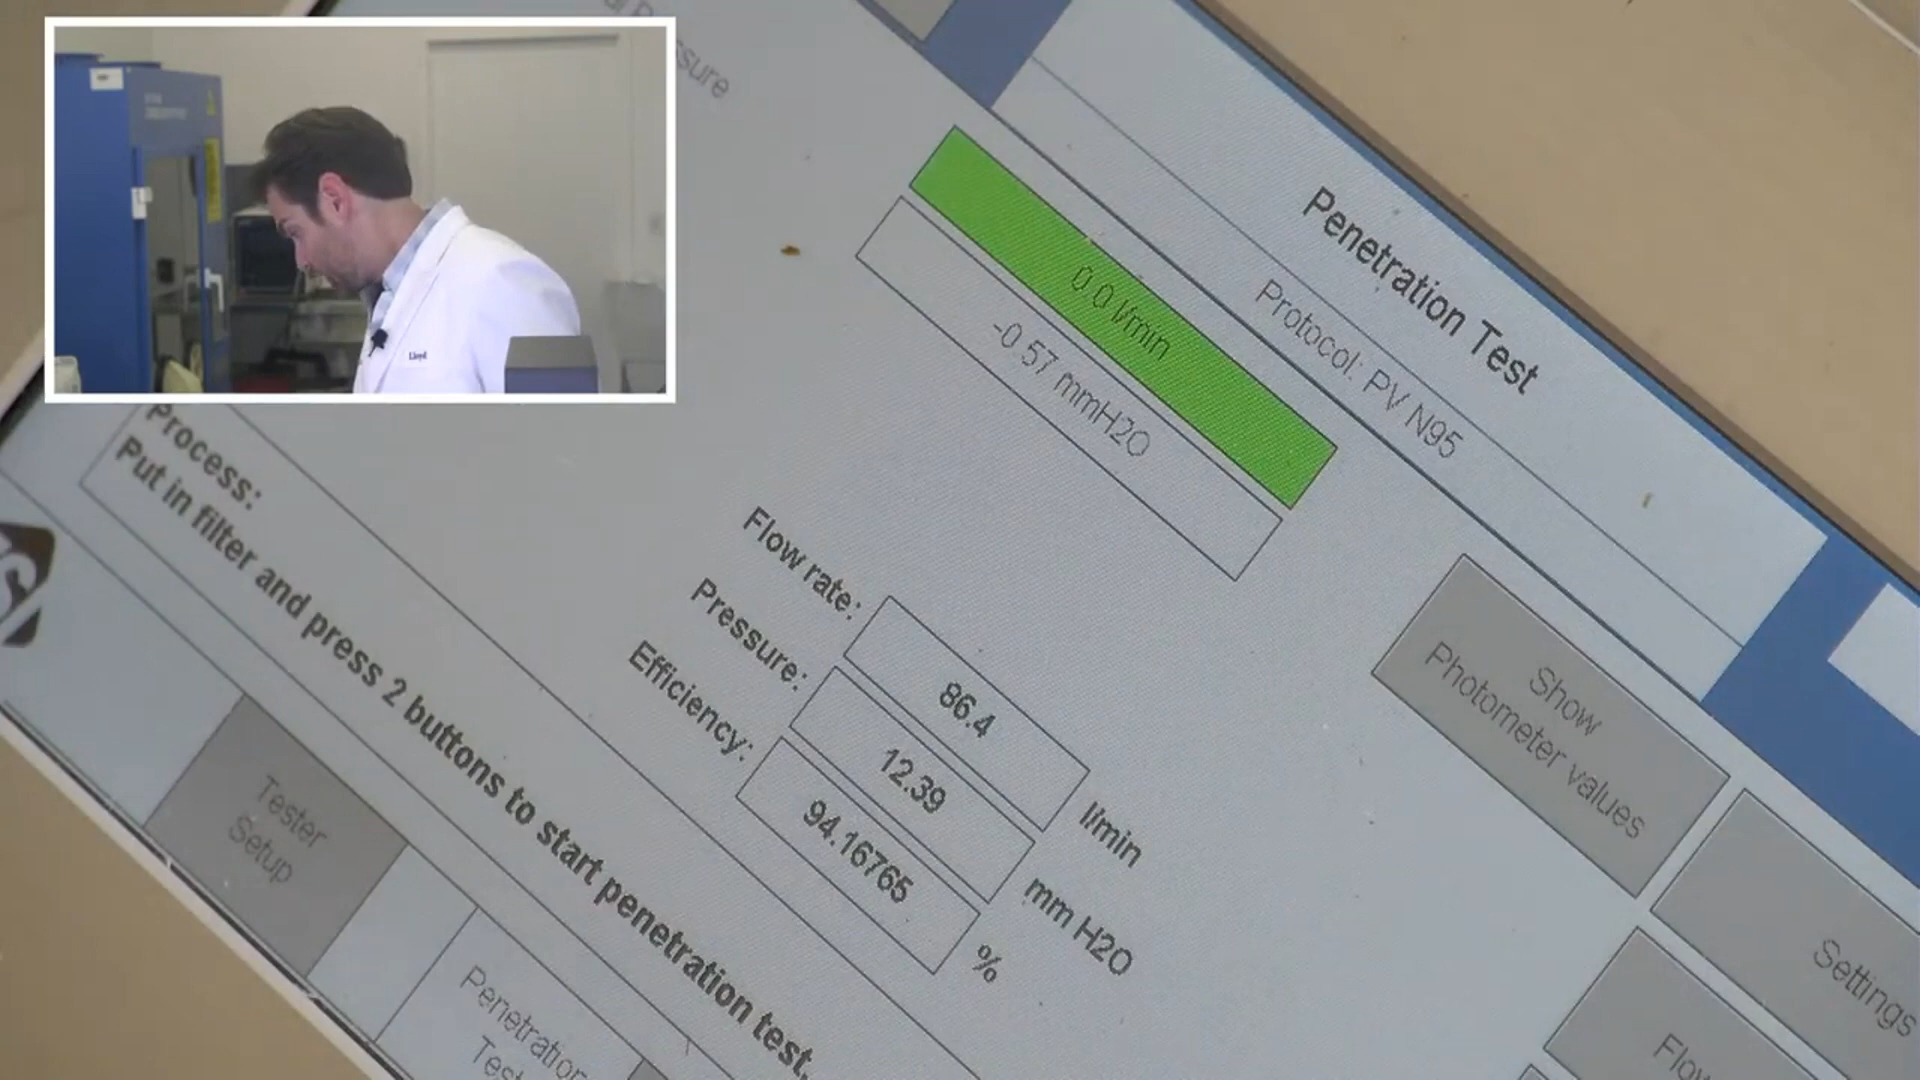 Penetration Test
Protocol: PV N95
0.0 l/min
-0.57 mmH2O
Flow rate: 86.4 l/min
Pressure: 12.39 mm H2O
Efficiency: 94.16765 %
Show
Photometer values
Settings
Process:
Put in filter and press 2 buttons to start penetration test,
Tester
Setup
Penetration
Test
Lloyd